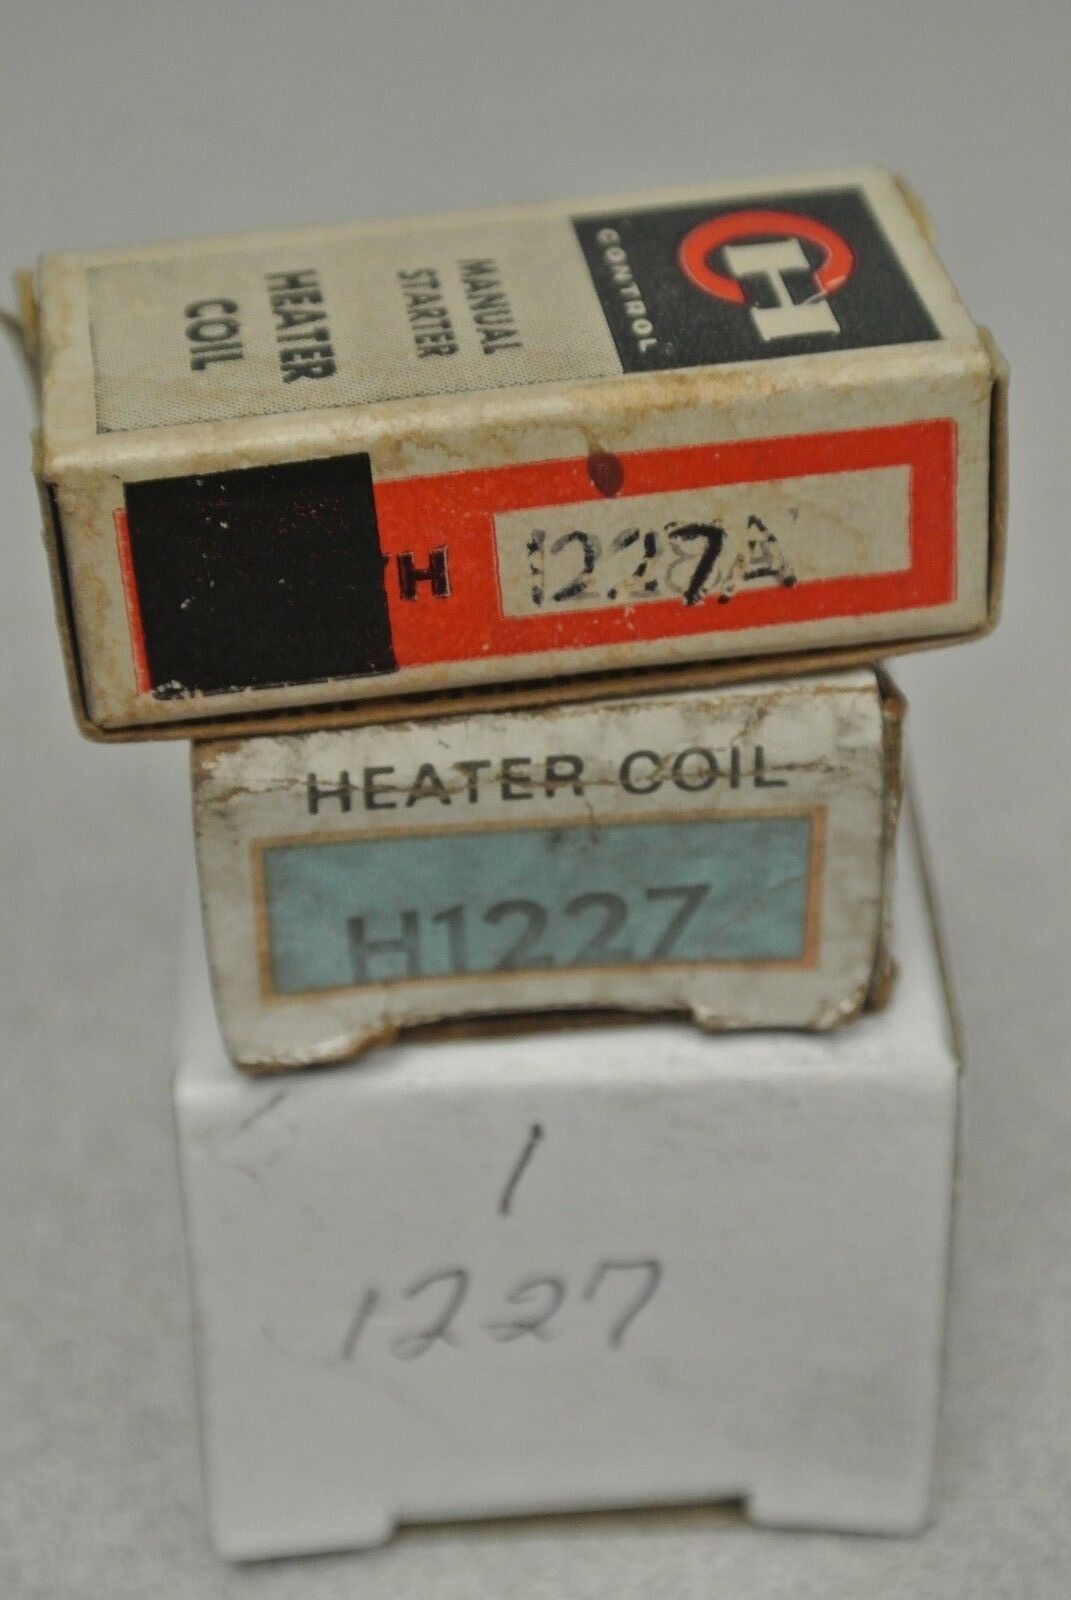 CH
CONTROL
MANUAL
STARTER
HEATER
COIL
H
1227A
HEATER COIL
H1227
1
1227